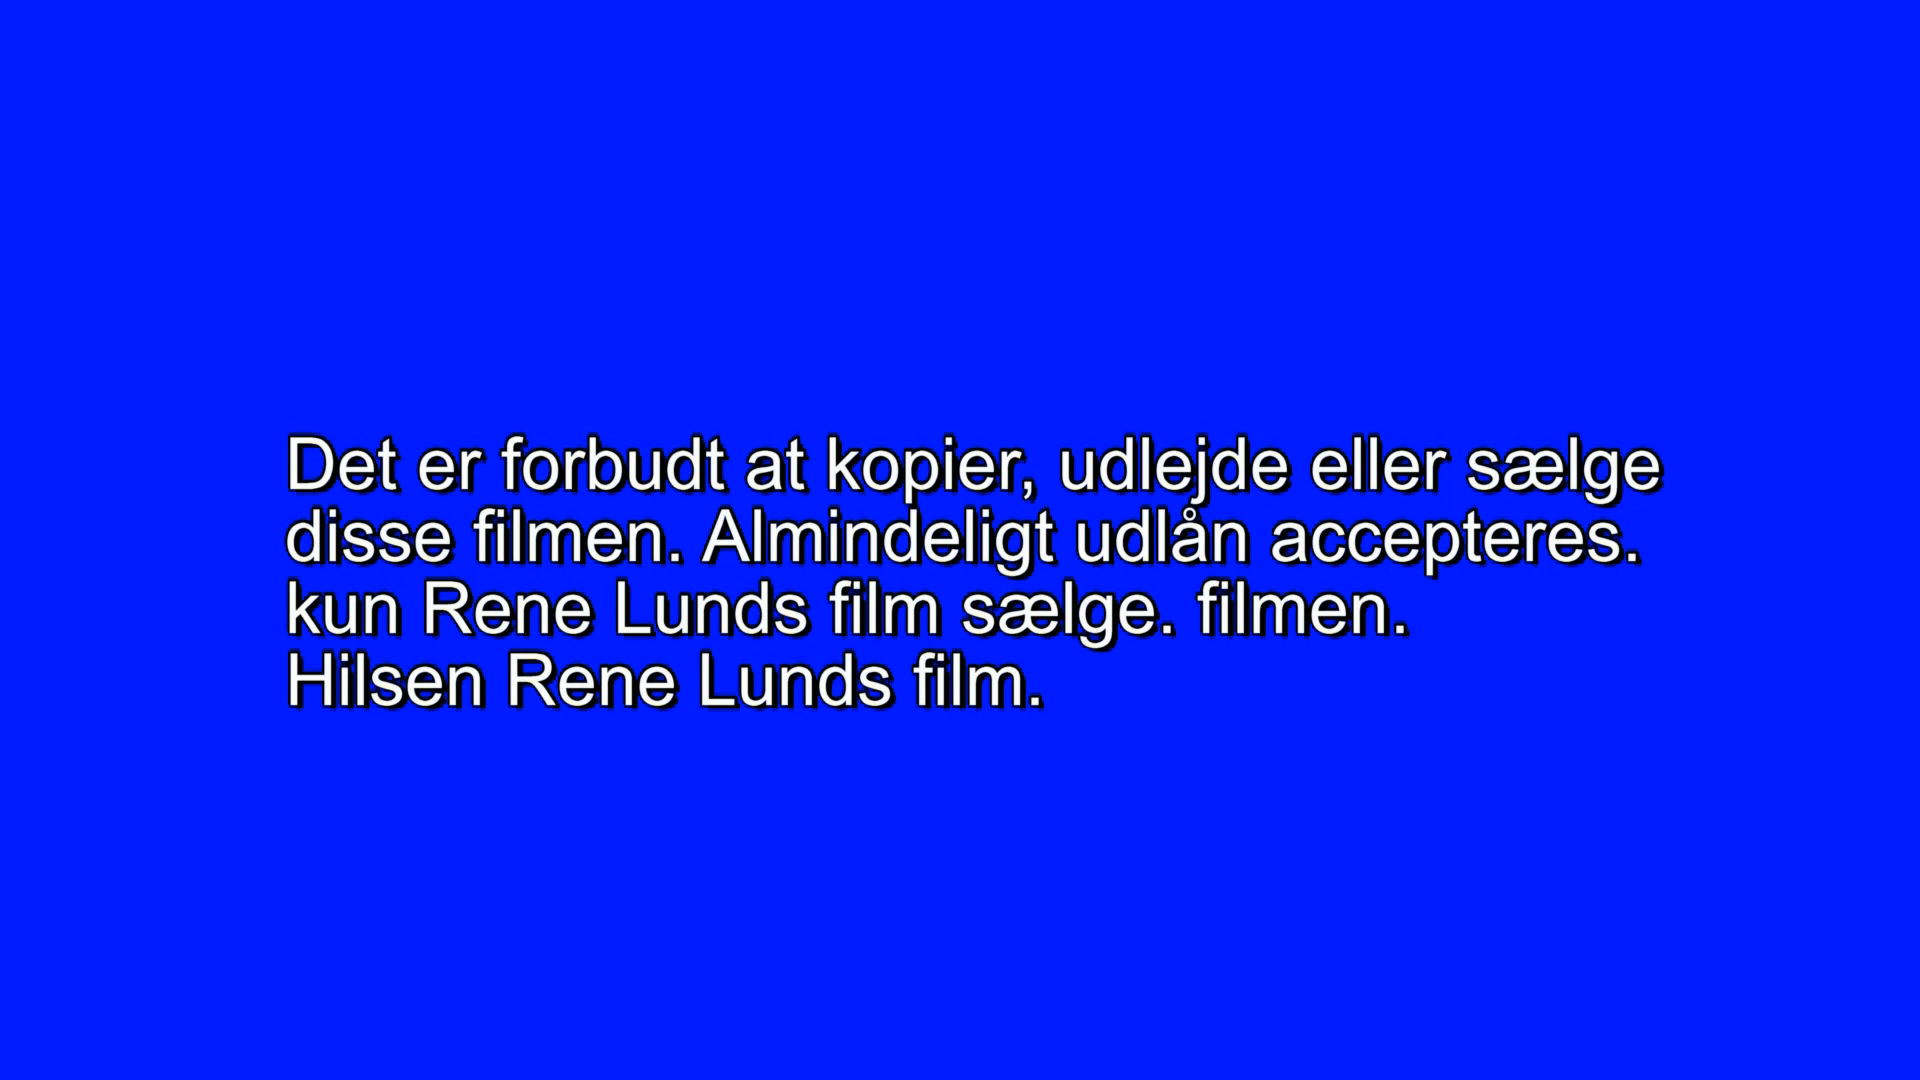 Det er forbudt at kopier, udlejde eller sælge
disse filmen. Almindeligt udlån accepteres.
kun Rene Lunds film sælge. filmen.
Hilsen Rene Lunds film.